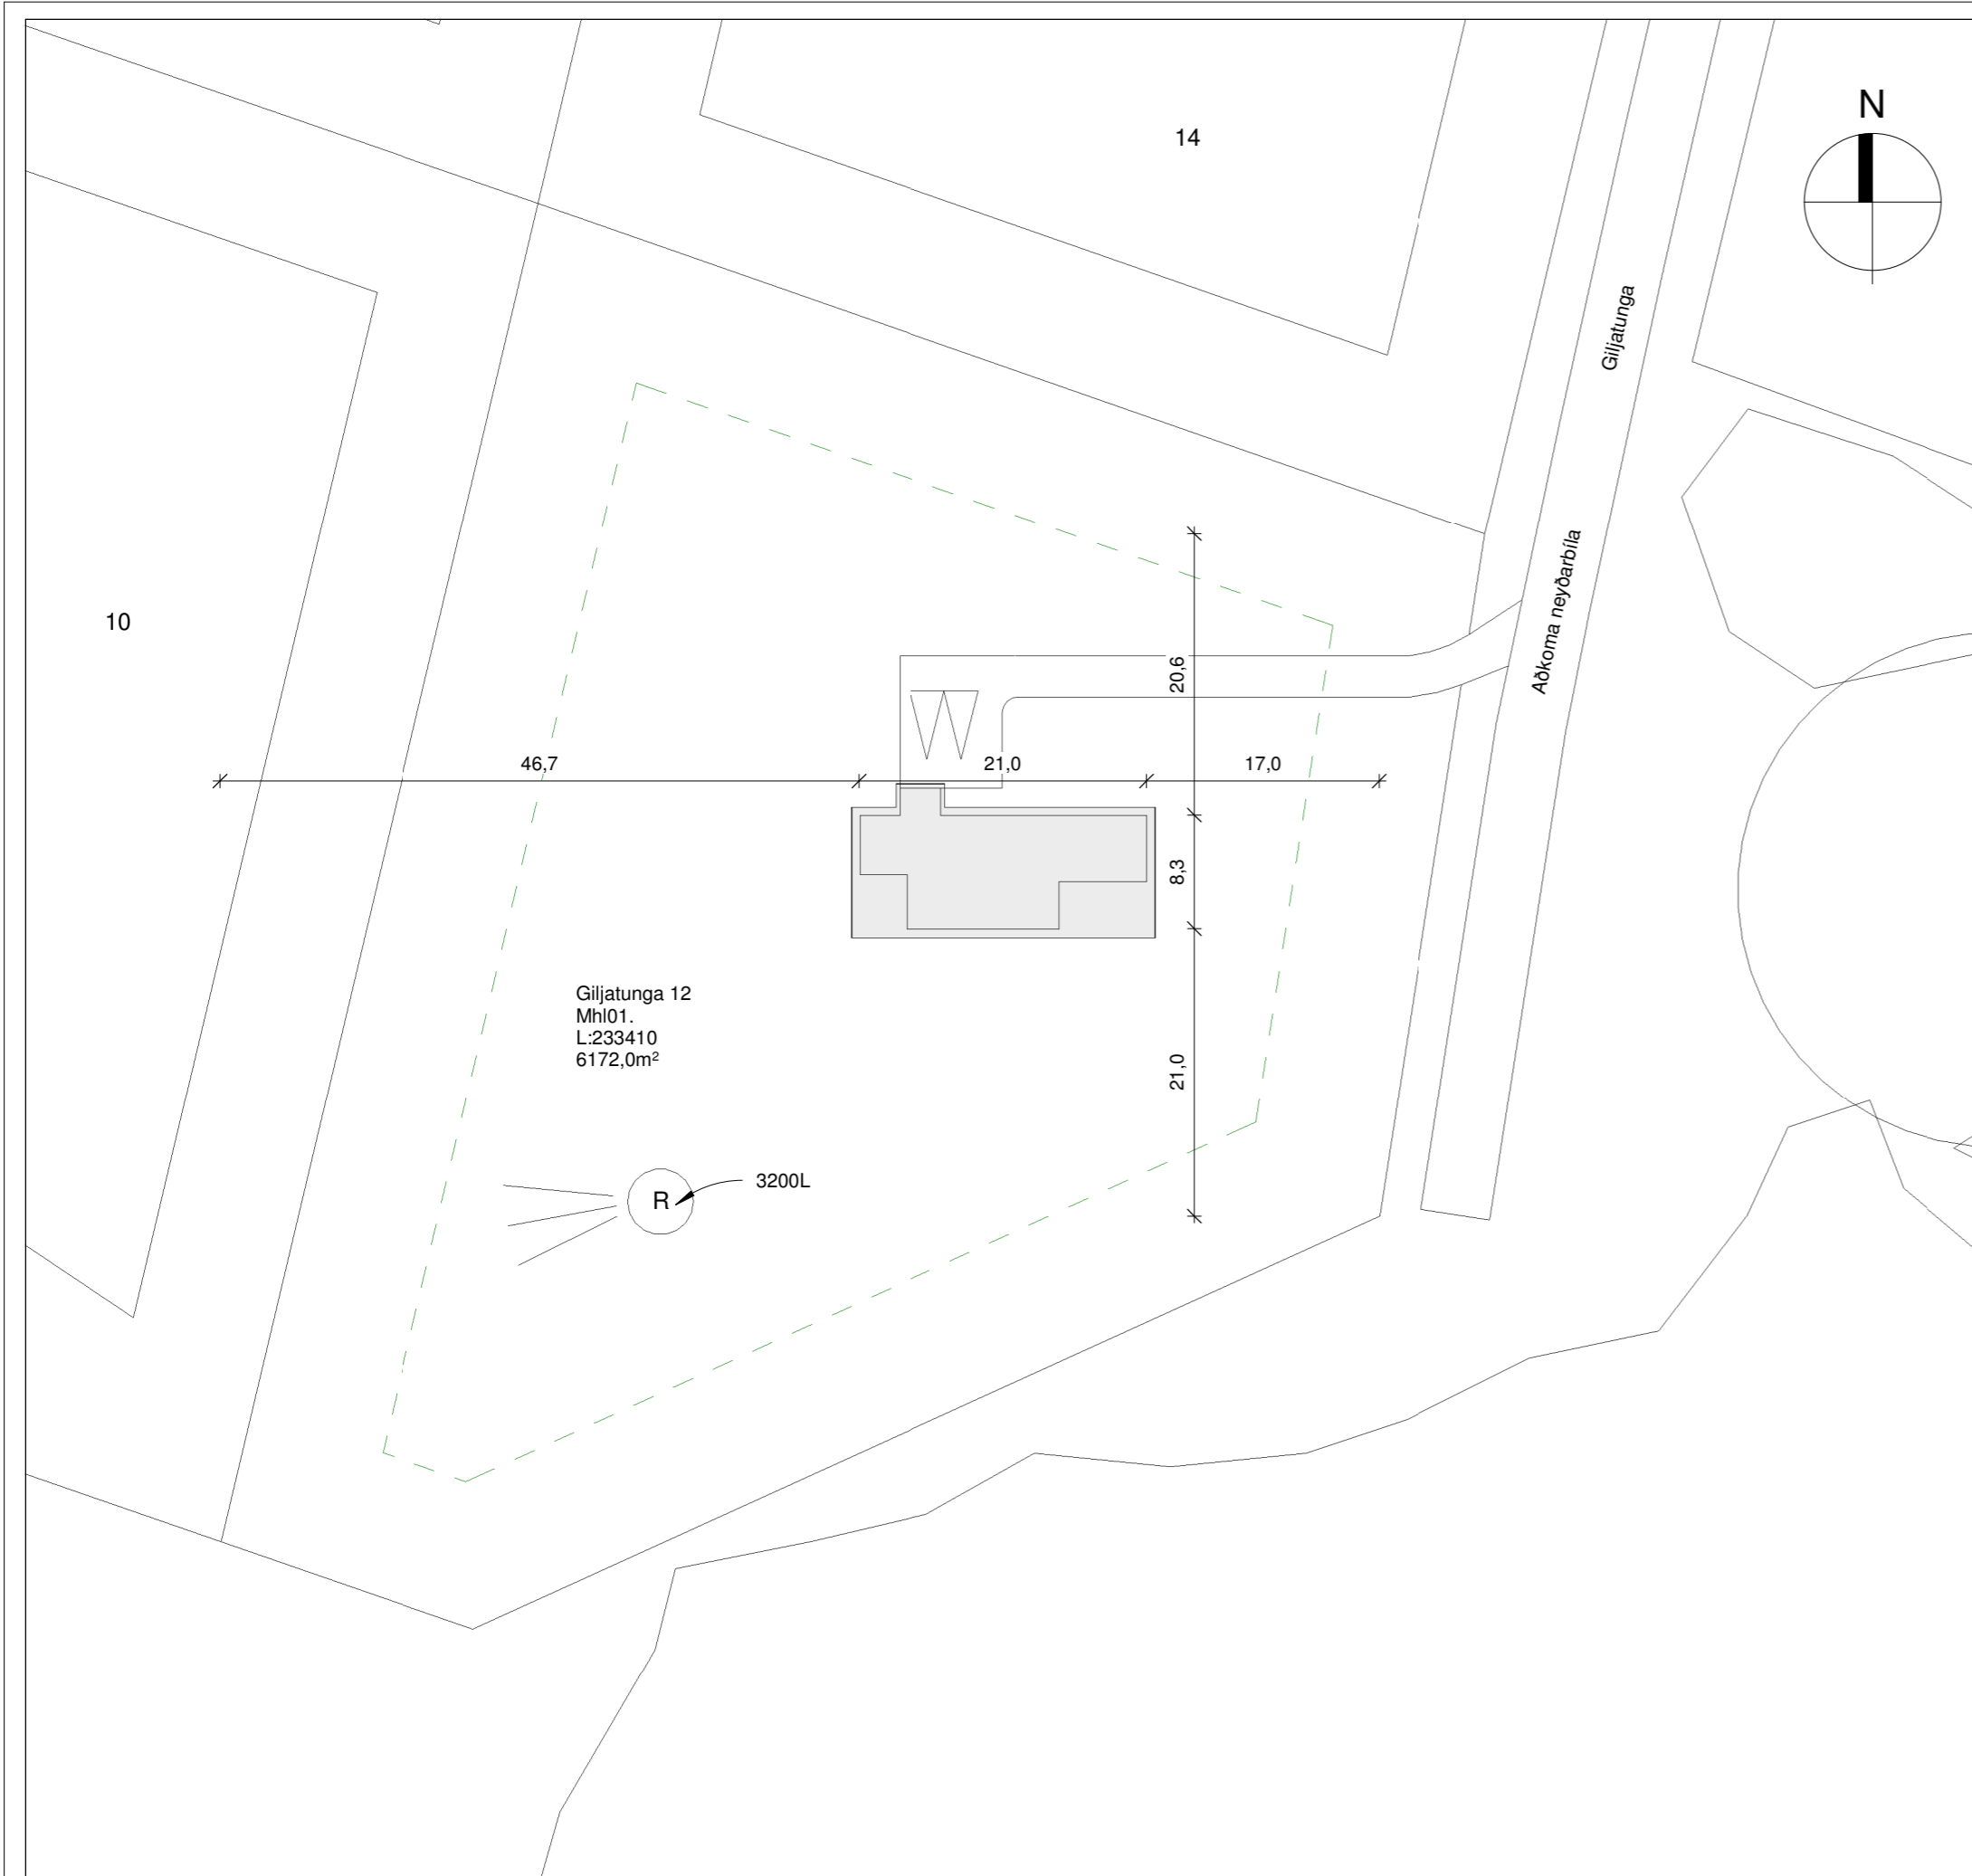 14
N
Giljatunga
10
Aðkoma neyðarbíla
20,6
46,7
21,0
17,0
8,3
Giljatunga 12
Mhl01.
L:233410
6172,0m²
21,0
R
3200L